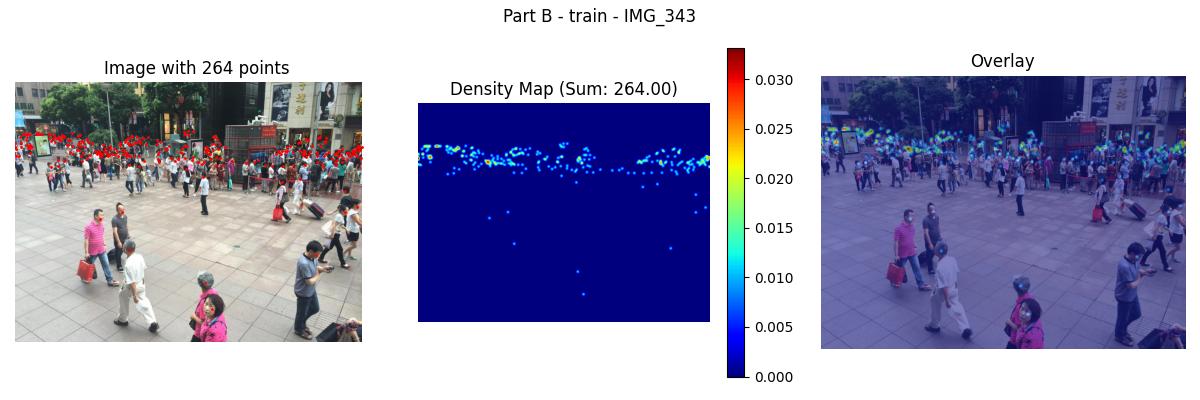 Part B - train - IMG_343
Image with 264 points
Density Map (Sum: 264.00)
Overlay
0.030
0.025
0.020
0.015
0.010
0.005
0.000